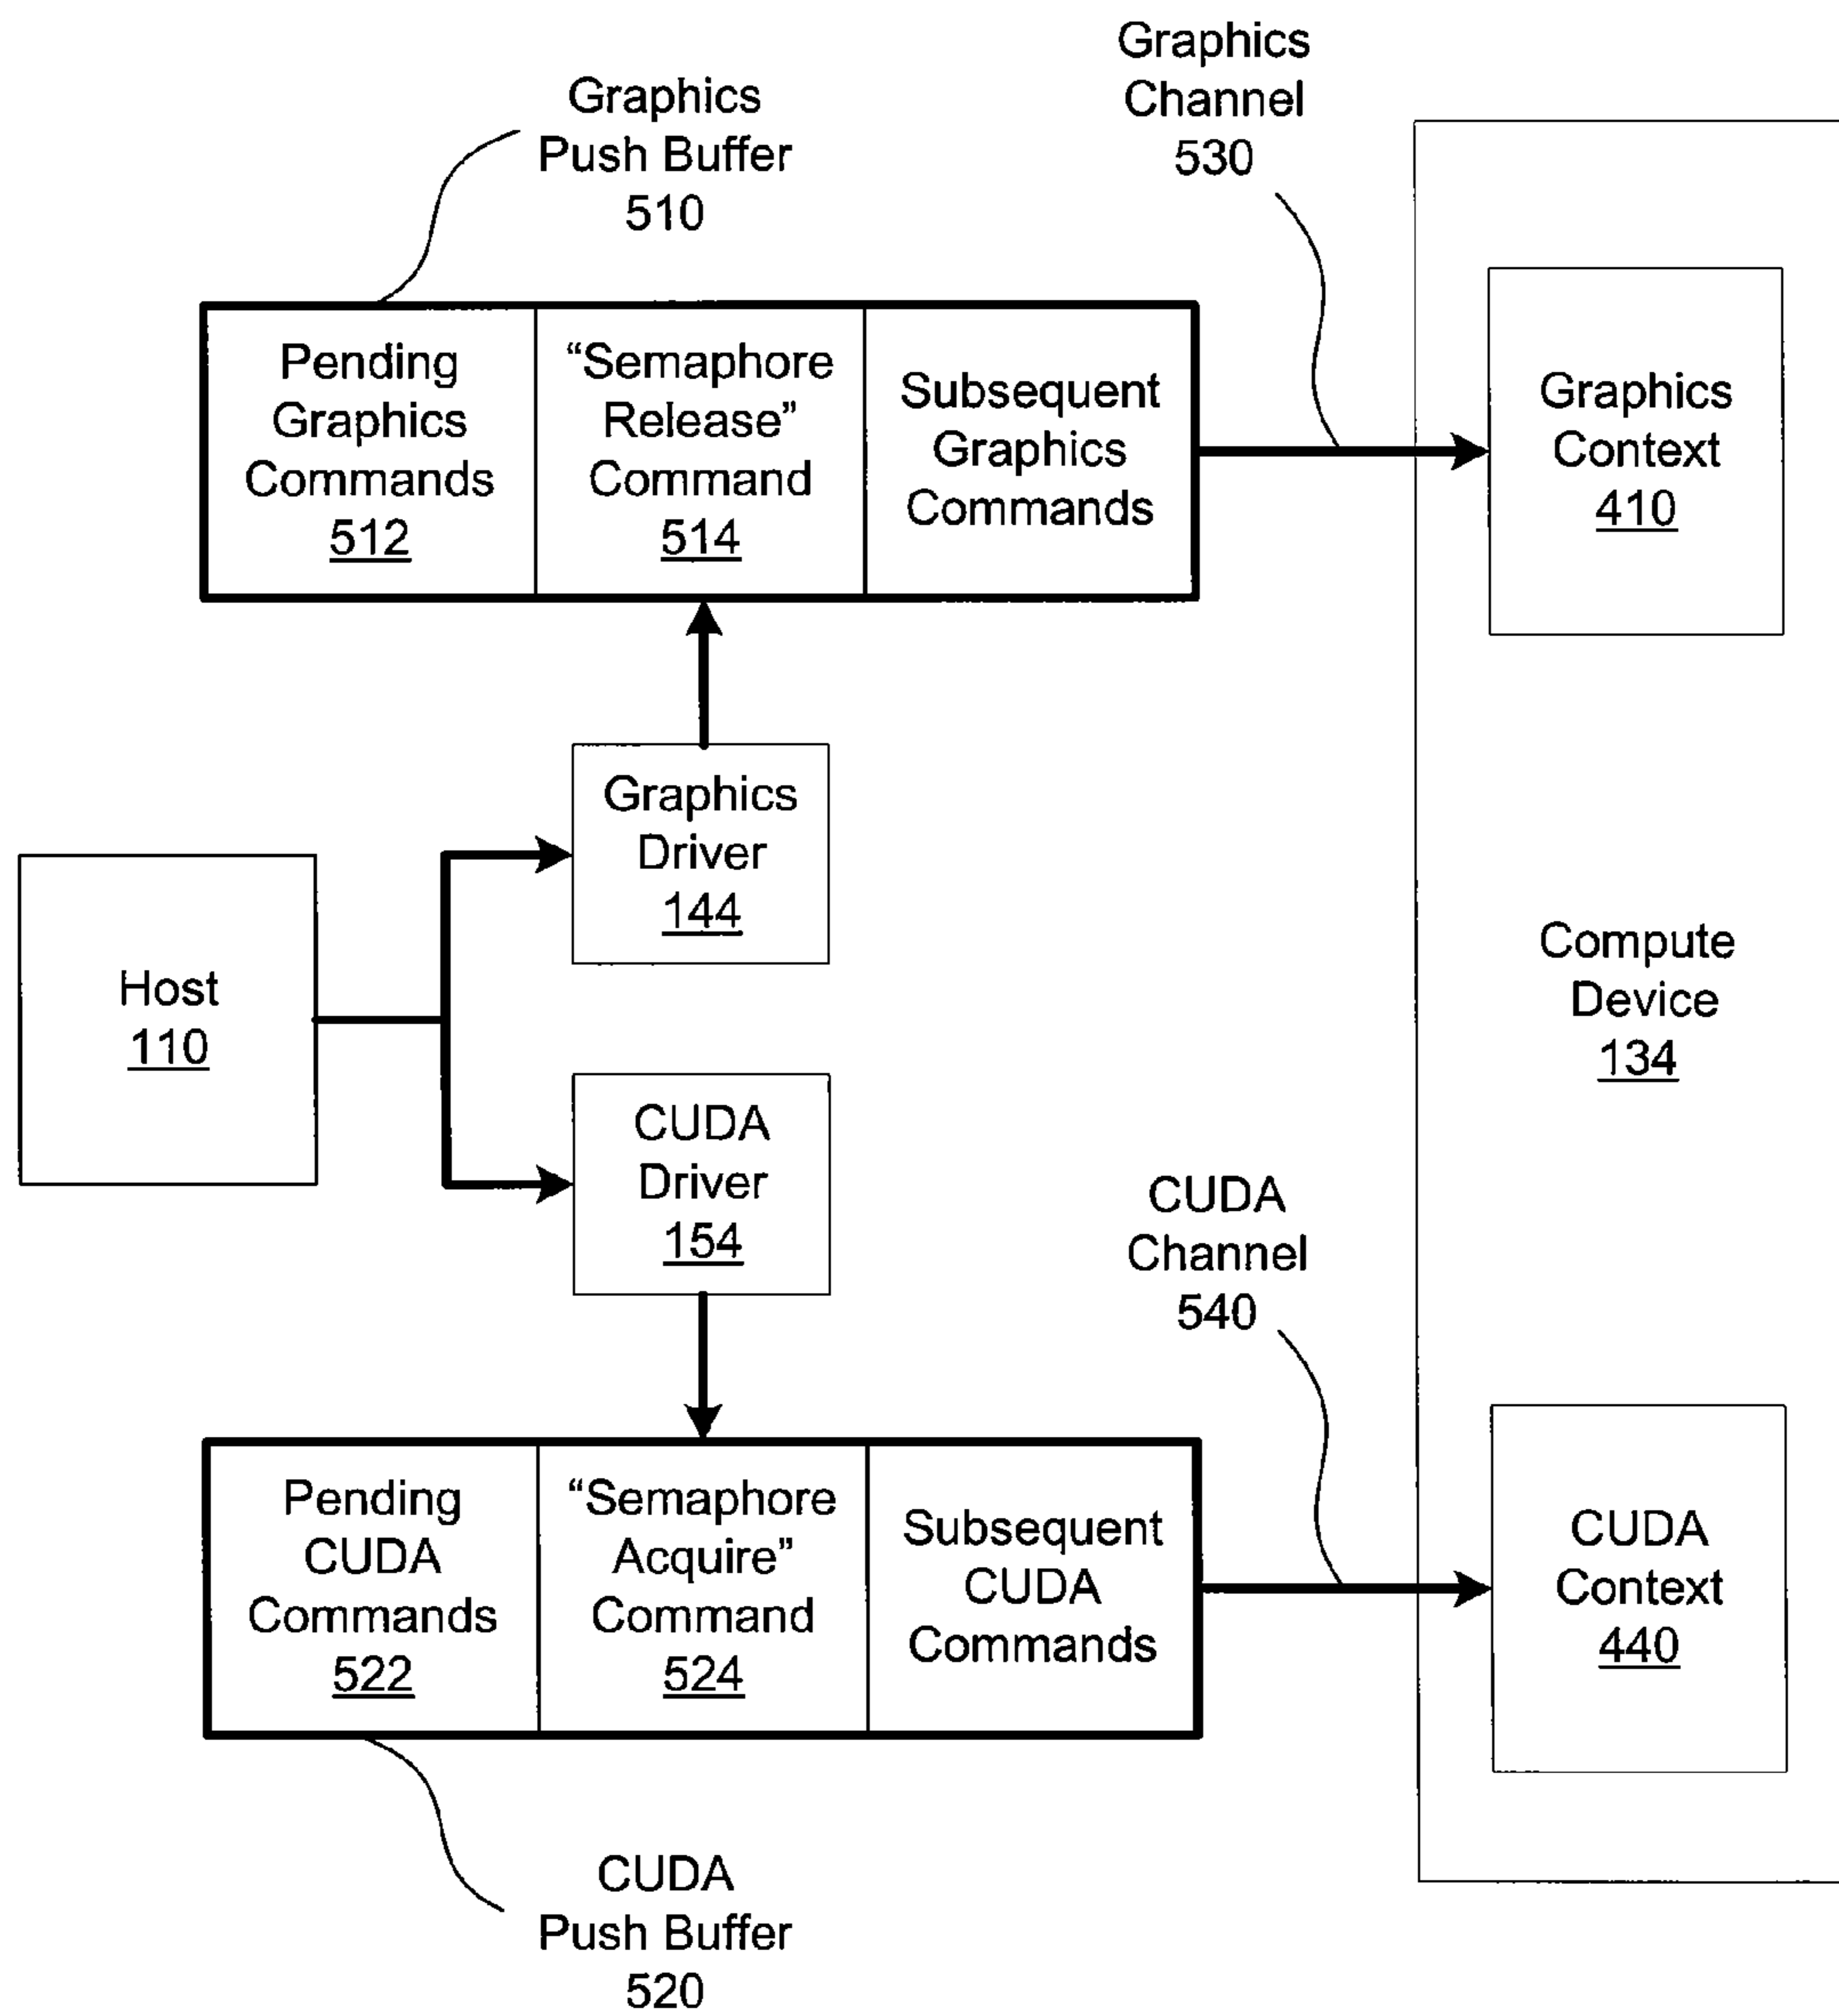 Graphics
Channel
530
Graphics
Push Buffer
510
Pending
Graphics
Commands
512
“Semaphore
Release”
Command
514
Subsequent
Graphics
Commands
Graphics
Context
410
Graphics
Driver
144
Host
110
Compute
Device
134
CUDA
Driver
154
CUDA
Channel
540
Pending
CUDA
Commands
522
“Semaphore
Acquire”
Command
524
Subsequent
CUDA
Commands
CUDA
Context
440
CUDA
Push Buffer
520